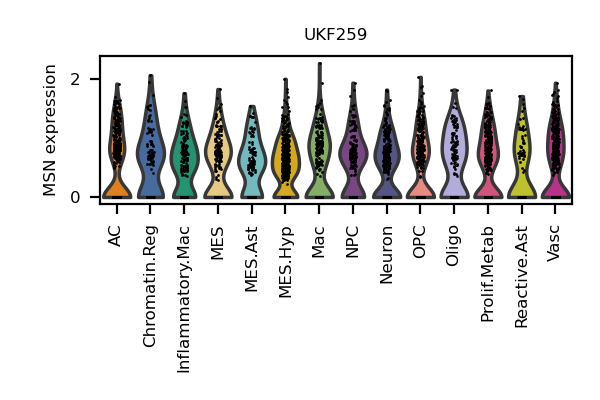 UKF259
MSN expression
2
0
AC
Chromatin.Reg
Inflammatory.Mac
MES
MES.Ast
MES.Hyp
Mac
NPC
Neuron
OPC
Oligo
Prolif.Metab
Reactive.Ast
Vasc